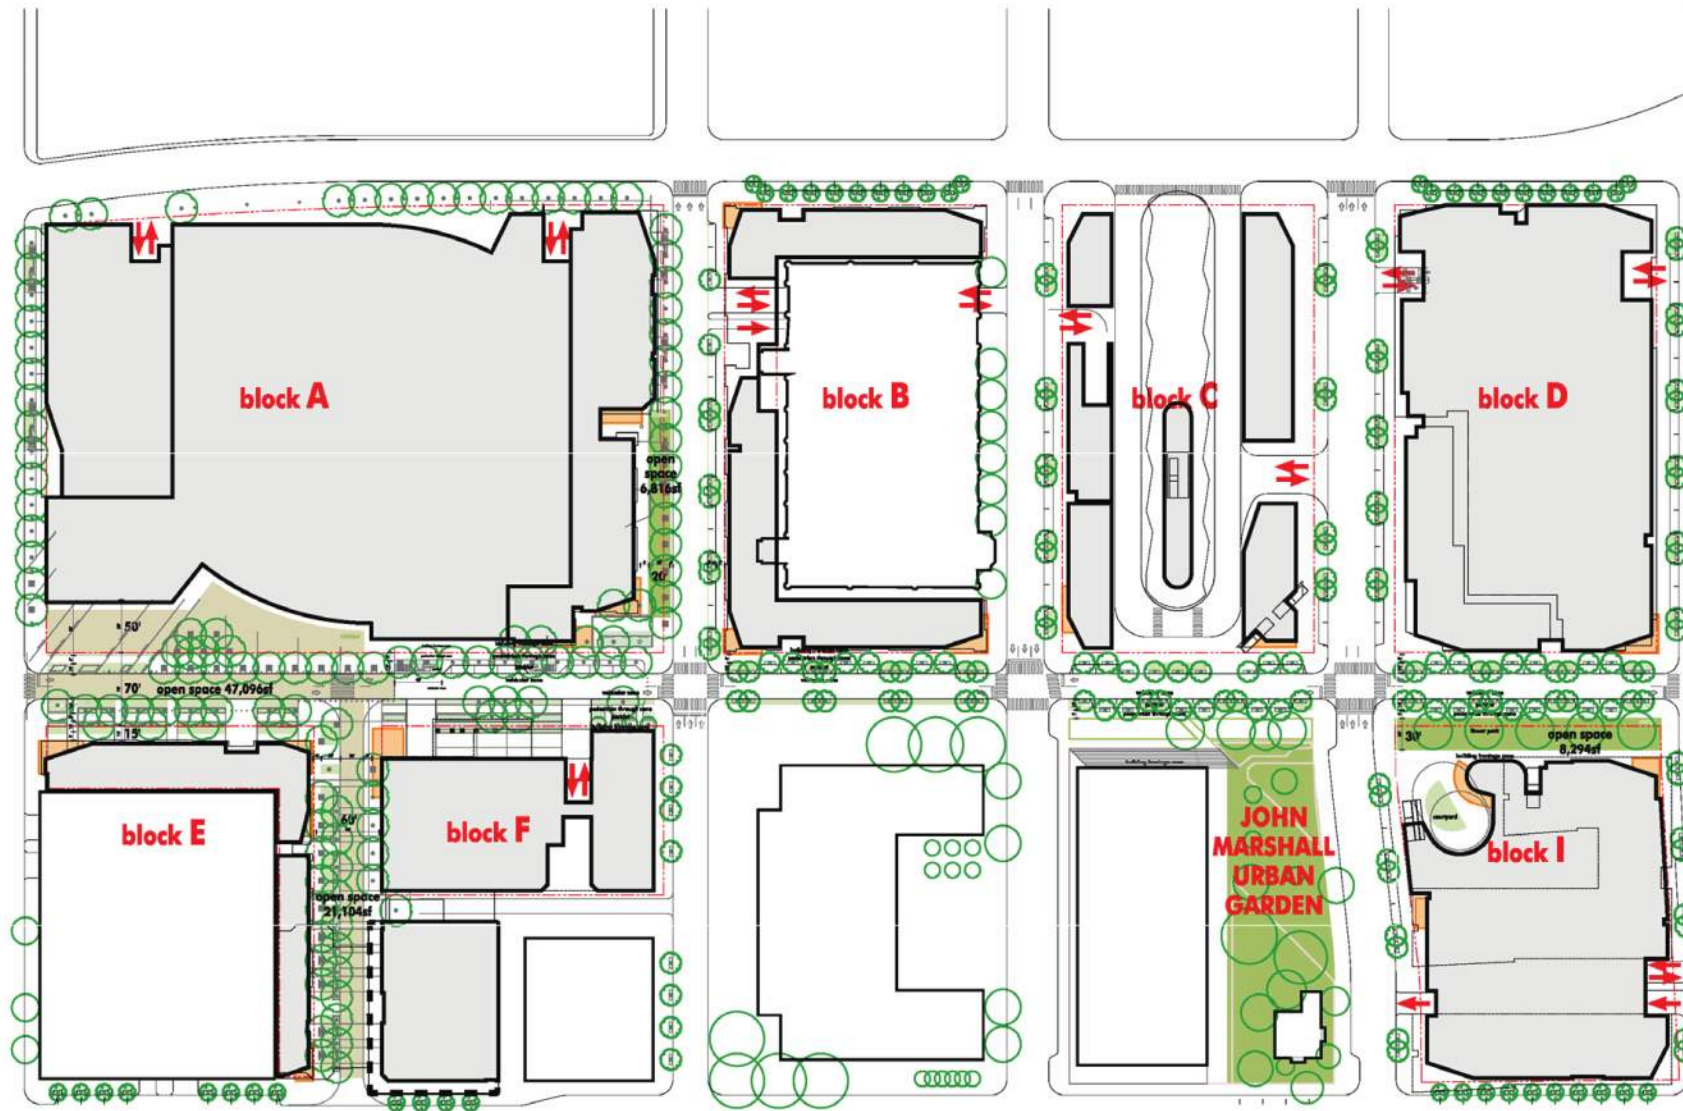 block A
block B
block C
block D
open
space
6,816sf
20'
50'
70'
open space 47,096sf
15'
30'
open space
8,294sf
block E
60'
block F
open space
21,104sf
JOHN
MARSHALL
URBAN
GARDEN
courtyard
block I